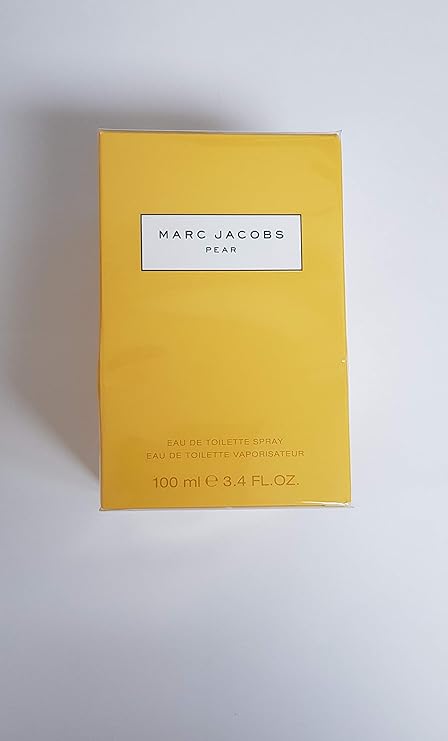 MARC JACOBS
PEAR
EAU DE TOILETTE SPRAY
EAU DE TOILETTE VAPORISATEUR
100 ml ℮ 3.4 FL.OZ.